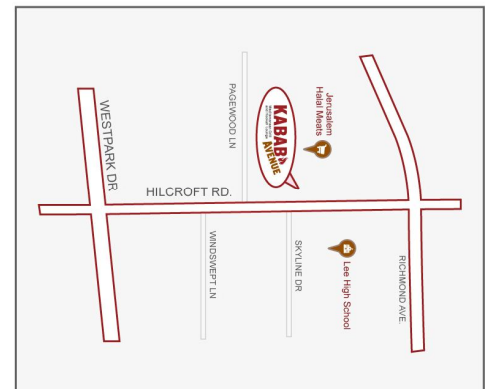 Jerusalem
Halal Meats
PAGEWOOD LN
KABAB
AVENUE
WESTPARK DR
HILCROFT RD.
WINDSWEPT LN
SKYLINE DR
Lee High School
RICHMOND AVE.